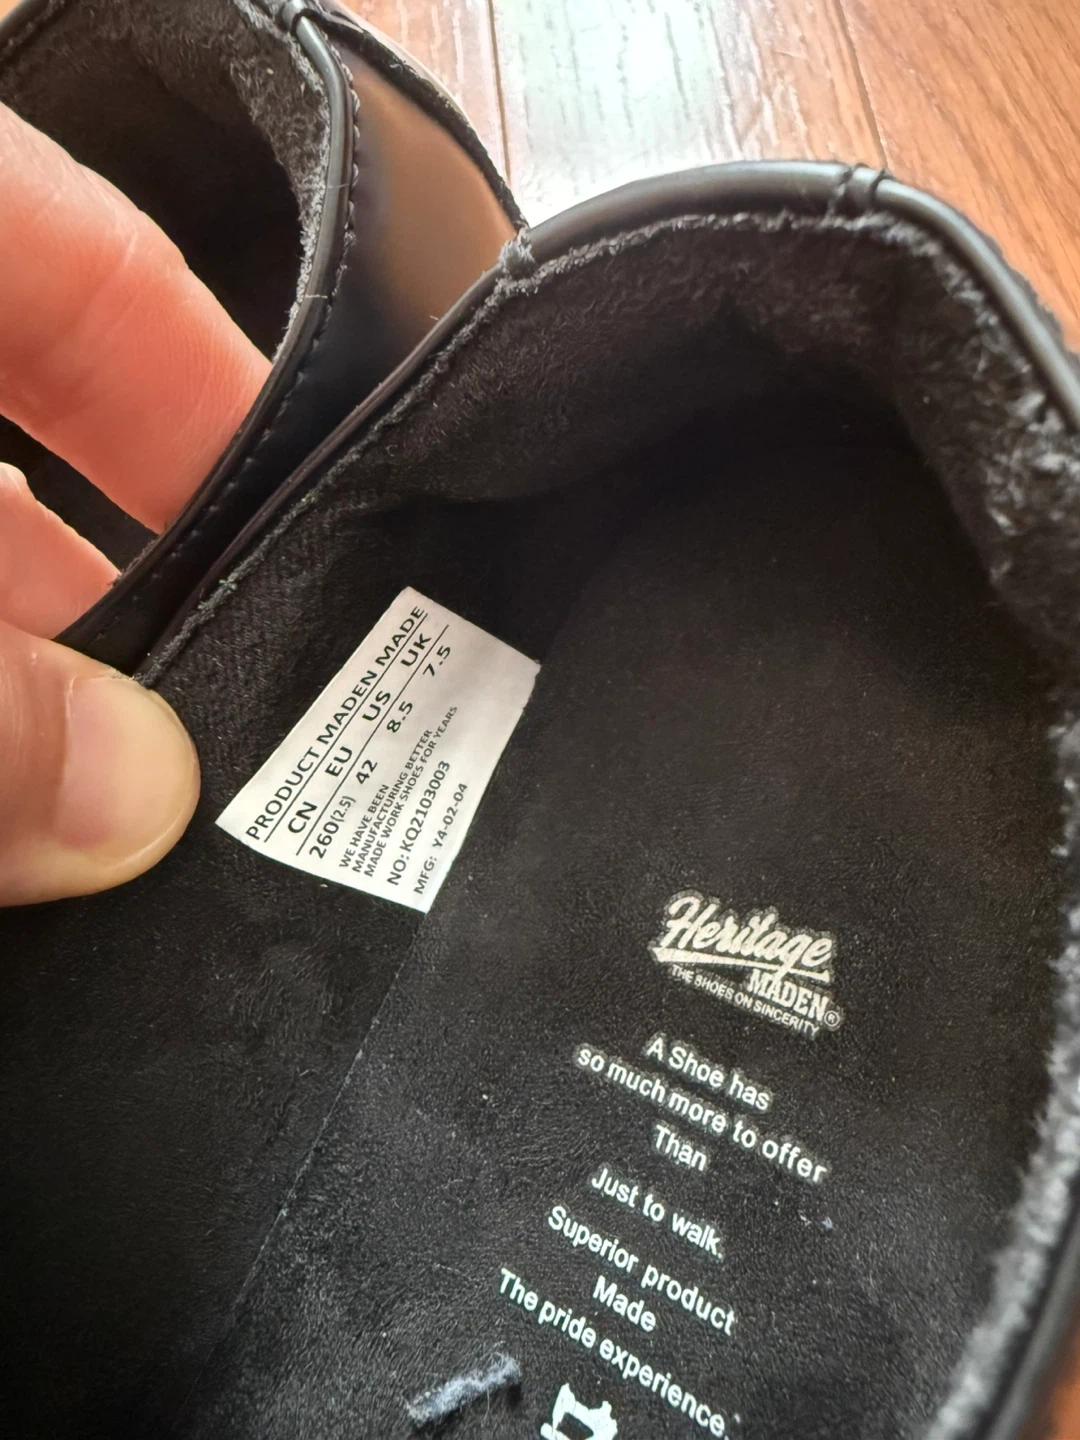 PRODUCT MADEN MADE
CN EU US UK
260(2.5) 42 8.5 7.5
WE HAVE BEEN
MANUFACTURING BETTER
MADE WORK SHOES FOR YEARS
NO: KQ2103003
MFG: Y4-02-04
Heritage
MADEN®
THE SHOES ON SINCERITY
A Shoe has
so much more to offer
Than
Just to walk.
Superior product
Made
The pride experience.